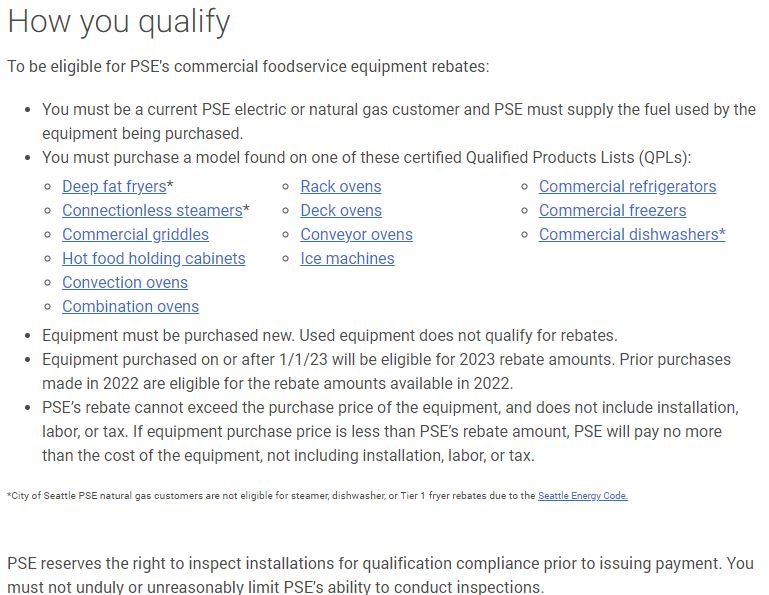 How you qualify
To be eligible for PSE's commercial foodservice equipment rebates:
• You must be a current PSE electric or natural gas customer and PSE must supply the fuel used by the
equipment being purchased.
• You must purchase a model found on one of these certified Qualified Products Lists (QPLs):
Deep fat fryers*
Connectionless steamers*
Commercial griddles
Hot food holding cabinets
Convection ovens
Combination ovens
Rack ovens
Deck ovens
Conveyor ovens
Ice machines
Commercial refrigerators
Commercial freezers
Commercial dishwashers*
• Equipment must be purchased new. Used equipment does not qualify for rebates.
• Equipment purchased on or after 1/1/23 will be eligible for 2023 rebate amounts. Prior purchases
made in 2022 are eligible for the rebate amounts available in 2022.
• PSE’s rebate cannot exceed the purchase price of the equipment, and does not include installation,
labor, or tax. If equipment purchase price is less than PSE’s rebate amount, PSE will pay no more
than the cost of the equipment, not including installation, labor, or tax.
*City of Seattle PSE natural gas customers are not eligible for steamer, dishwasher, or Tier 1 fryer rebates due to the Seattle Energy Code.
PSE reserves the right to inspect installations for qualification compliance prior to issuing payment. You
must not unduly or unreasonably limit PSE’s ability to conduct inspections.